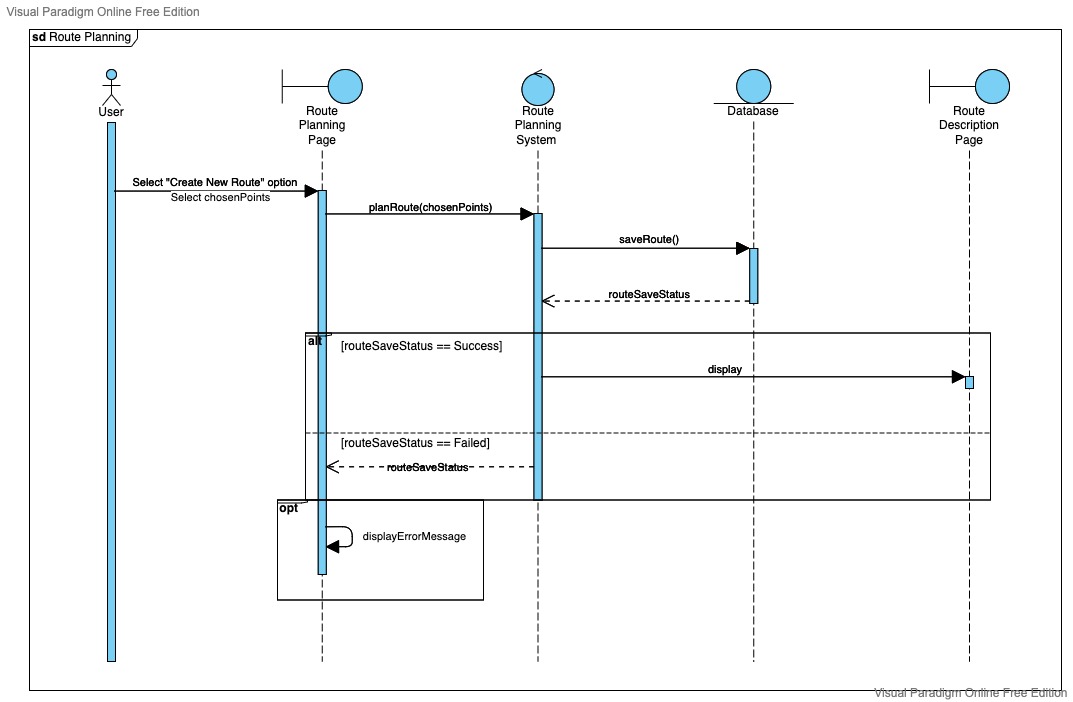 Visual Paradigm Online Free Edition
sd Route Planning
User
Route
Planning
Page
Route
Planning
System
Database
Route
Description
Page
Select "Create New Route" option
Select chosenPoints
planRoute(chosenPoints)
saveRoute()
routeSaveStatus
alt
[routeSaveStatus == Success]
display
[routeSaveStatus == Failed]
routeSaveStatus
opt
displayErrorMessage
Visual Paradigm Online Free Edition